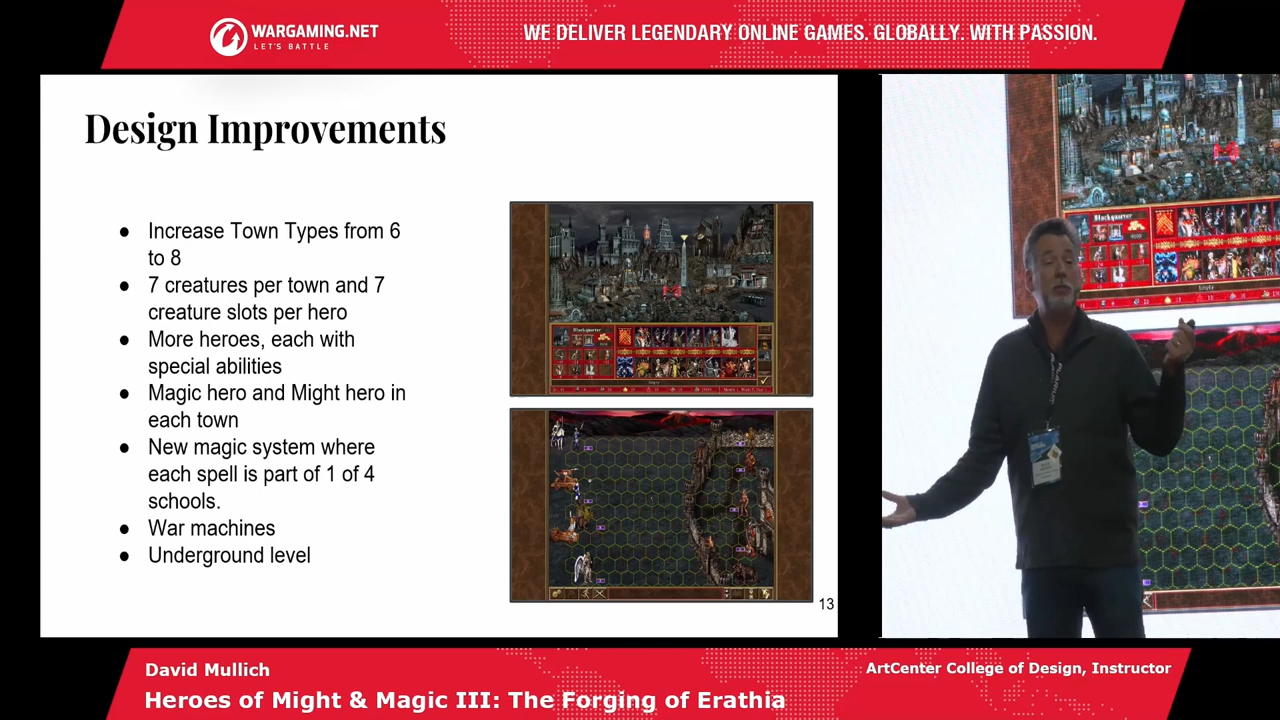 WARGAMING.NET
LET'S BATTLE
WE DELIVER LEGENDARY ONLINE GAMES. GLOBALLY. WITH PASSION.
Design Improvements
● Increase Town Types from 6
to 8
● 7 creatures per town and 7
creature slots per hero
● More heroes, each with
special abilities
● Magic hero and Might hero in
each town
● New magic system where
each spell is part of 1 of 4
schools.
● War machines
● Underground level
Blackquarter
Empty
13
Blackquarter
Empty
David Mullich
ArtCenter College of Design, Instructor
Heroes of Might & Magic III: The Forging of Erathia